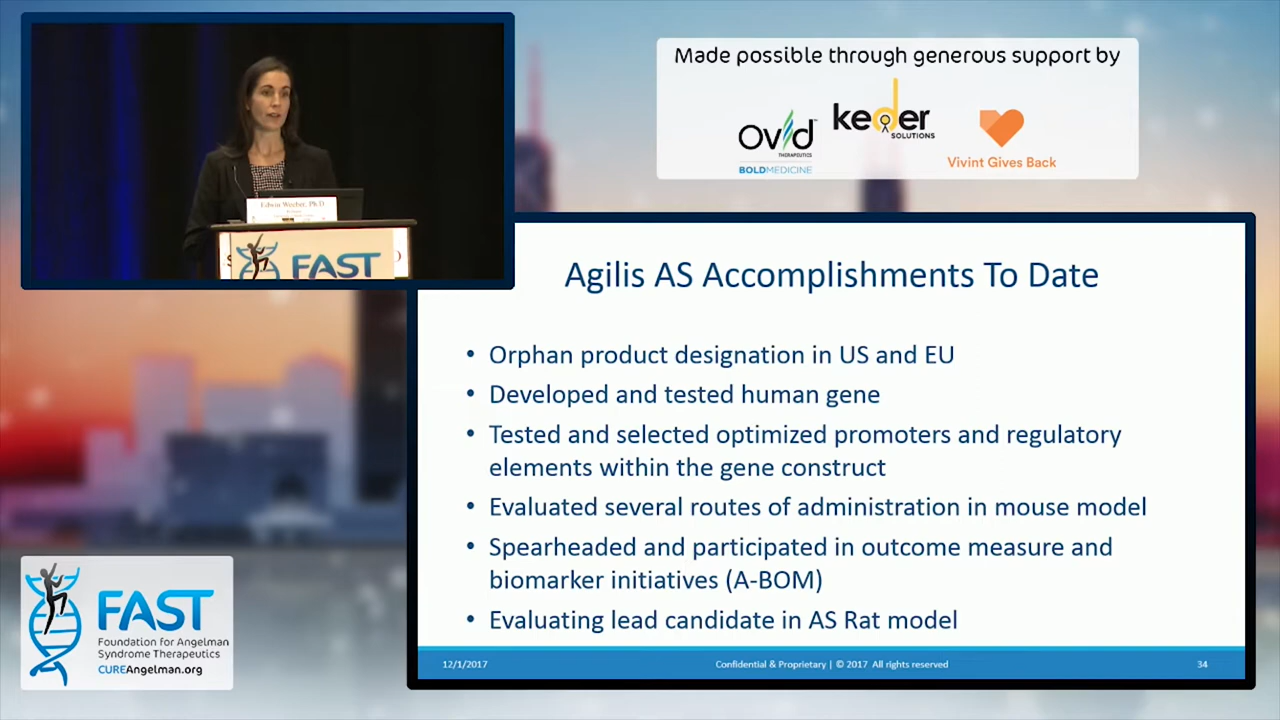 Made possible through generous support by
OVID
THERAPEUTICS
BOLDMEDICINE
keder
SOLUTIONS
Vivint Gives Back
Edwin Weeber, Ph.D.
FAST
Agilis AS Accomplishments To Date
• Orphan product designation in US and EU
• Developed and tested human gene
• Tested and selected optimized promoters and regulatory
elements within the gene construct
• Evaluated several routes of administration in mouse model
• Spearheaded and participated in outcome measure and
biomarker initiatives (A-BOM)
• Evaluating lead candidate in AS Rat model
12/1/2017
Confidential & Proprietary | © 2017 All rights reserved
34
FAST
Foundation for Angelman
Syndrome Therapeutics
CUREAngelman.org